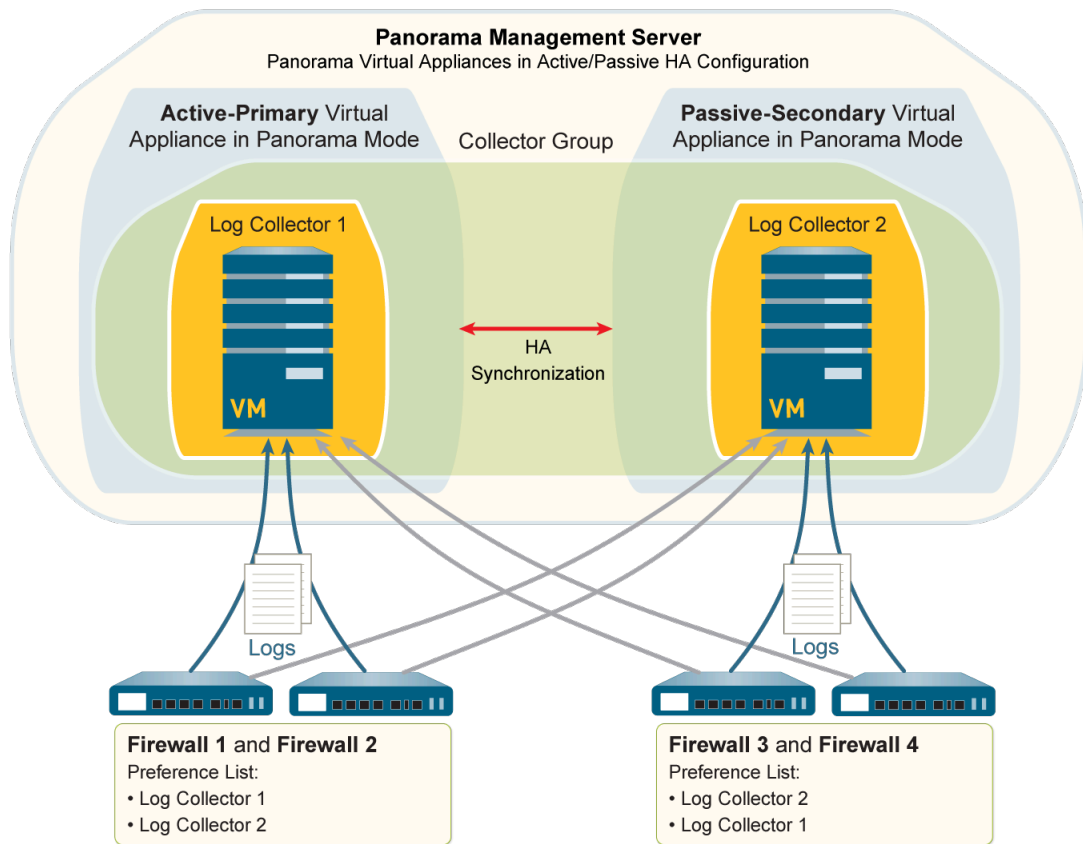 Panorama Management Server
Panorama Virtual Appliances in Active/Passive HA Configuration
Active-Primary Virtual
Appliance in Panorama Mode
Collector Group
Passive-Secondary Virtual
Appliance in Panorama Mode
Log Collector 1
Log Collector 2
HA
Synchronization
VM
VM
Logs
Logs
Firewall 1 and Firewall 2
Preference List:
• Log Collector 1
• Log Collector 2
Firewall 3 and Firewall 4
Preference List:
• Log Collector 2
• Log Collector 1